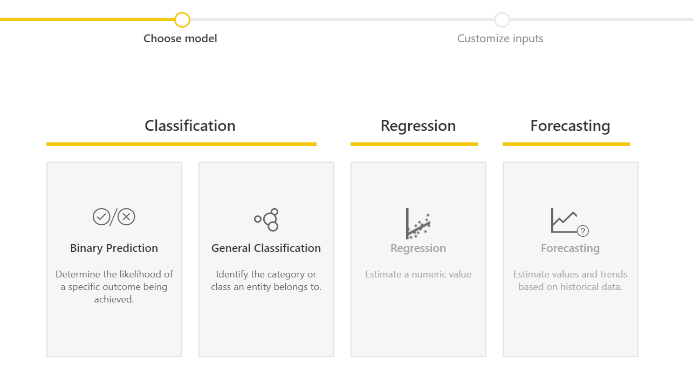 Choose model
Customize inputs
Classification
Regression
Forecasting
Binary Prediction
Determine the likelihood of
a specific outcome being
achieved.
General Classification
Identify the category or
class an entity belongs to.
Regression
Estimate a numeric value
Forecasting
Estimate values and trends
based on historical data.